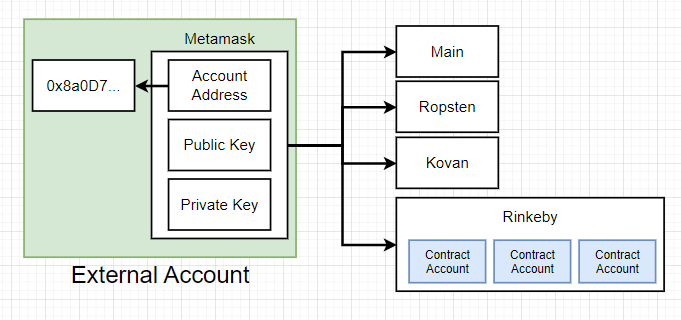 Metamask
0x8a0D7...
Account
Address
Public Key
Private Key
External Account
Main
Ropsten
Kovan
Rinkeby
Contract
Account
Contract
Account
Contract
Account